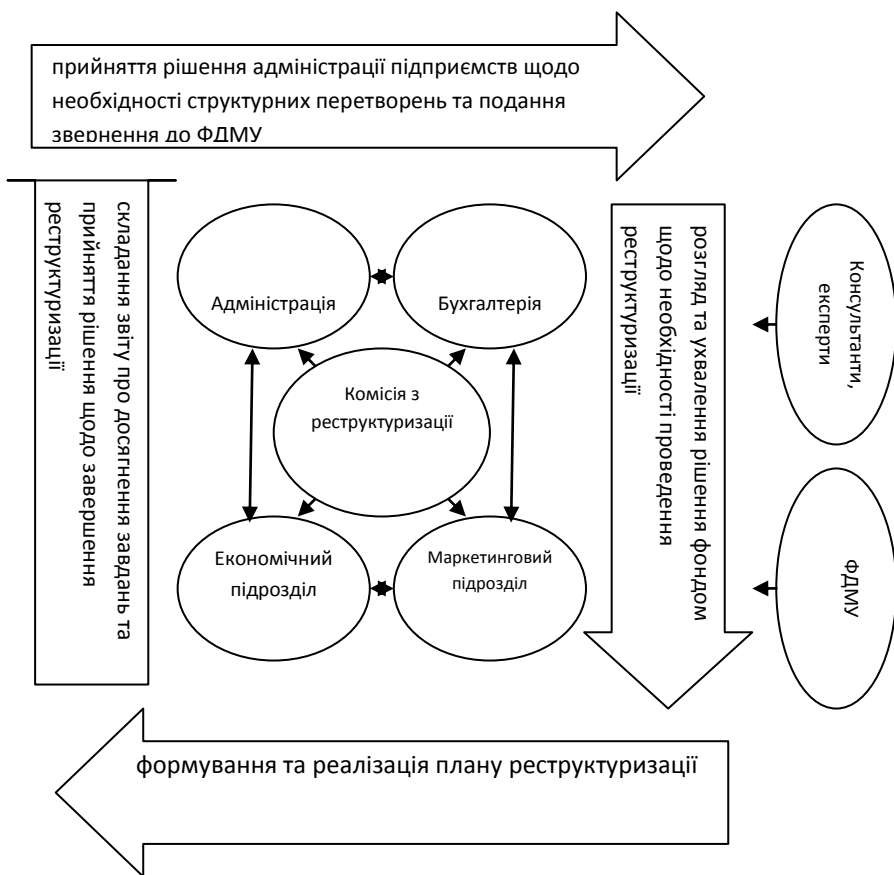 прийняття рішення адміністрації підприємств щодо
необхідності структурних перетворень та подання
звернення до ФДМУ
складання звіту про досягнення завдань та
прийняття рішення щодо завершення
реструктуризації
Адміністрація
Бухгалтерія
Комісія з
реструктуризації
Економічний
підрозділ
Маркетинговий
підрозділ
розгляд та ухвалення рішення фондом
щодо необхідності проведення
реструктуризації
Консультанти,
експерти
ФДМУ
формування та реалізація плану реструктуризації